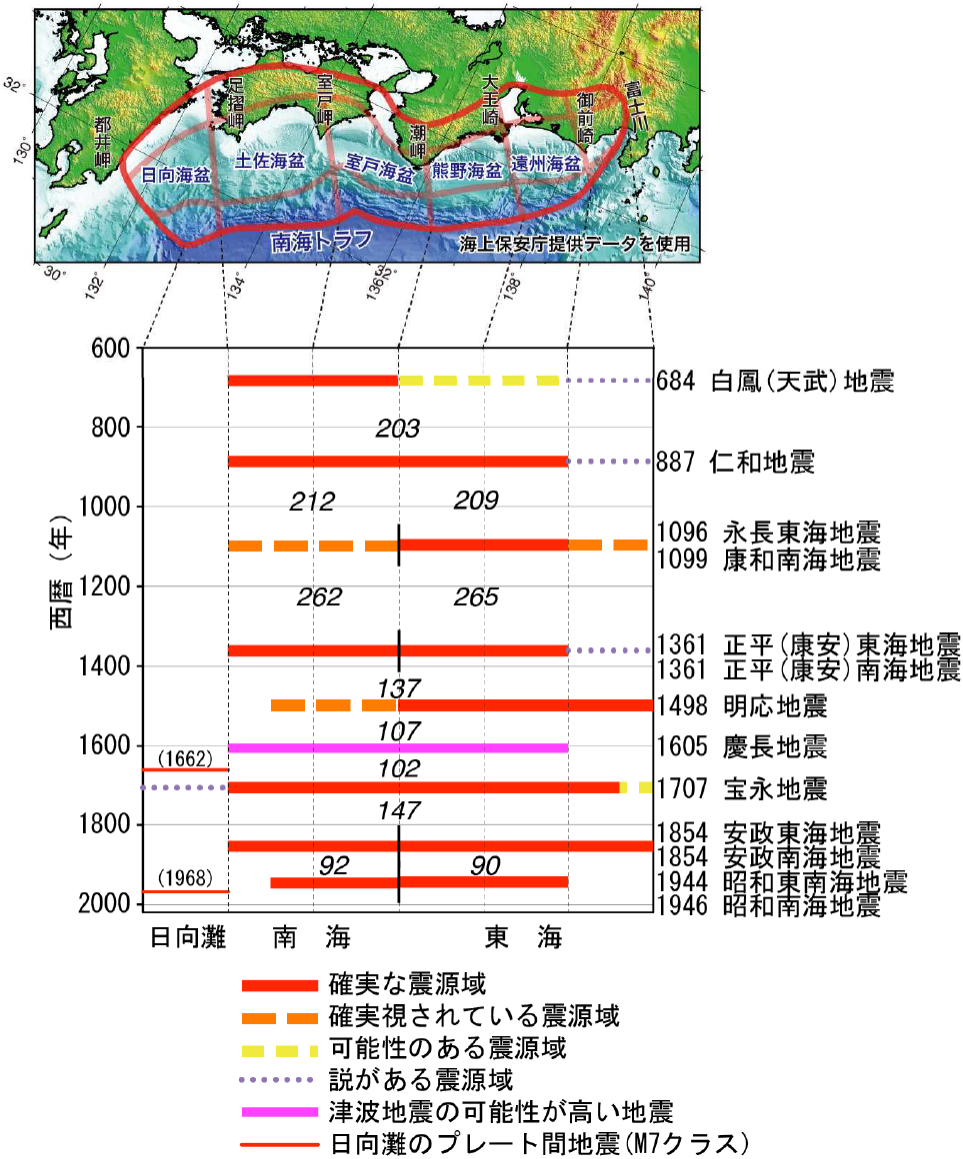 32°
130°
都井岬
足摺岬
室戸岬
潮岬
大王崎
御前崎
富士川
日向海盆
土佐海盆
室戸海盆
熊野海盆
遠州海盆
南海トラフ
海上保安庁提供データを使用
30°
132°
134°
136°
138°
140°
西暦（年）
600
684 白鳳(天武)地震
800
203
887 仁和地震
212
209
1000
1096 永長東海地震
1099 康和南海地震
1200
262
265
1361 正平(康安)東海地震
1361 正平(康安)南海地震
1400
137
1498 明応地震
107
1600
1605 慶長地震
(1662)
102
1707 宝永地震
147
1800
1854 安政東海地震
1854 安政南海地震
92
90
(1968)
1944 昭和東南海地震
1946 昭和南海地震
2000
日向灘
南 海
東 海
確実な震源域
確実視されている震源域
可能性のある震源域
説がある震源域
津波地震の可能性が高い地震
日向灘のプレート間地震(M7クラス)